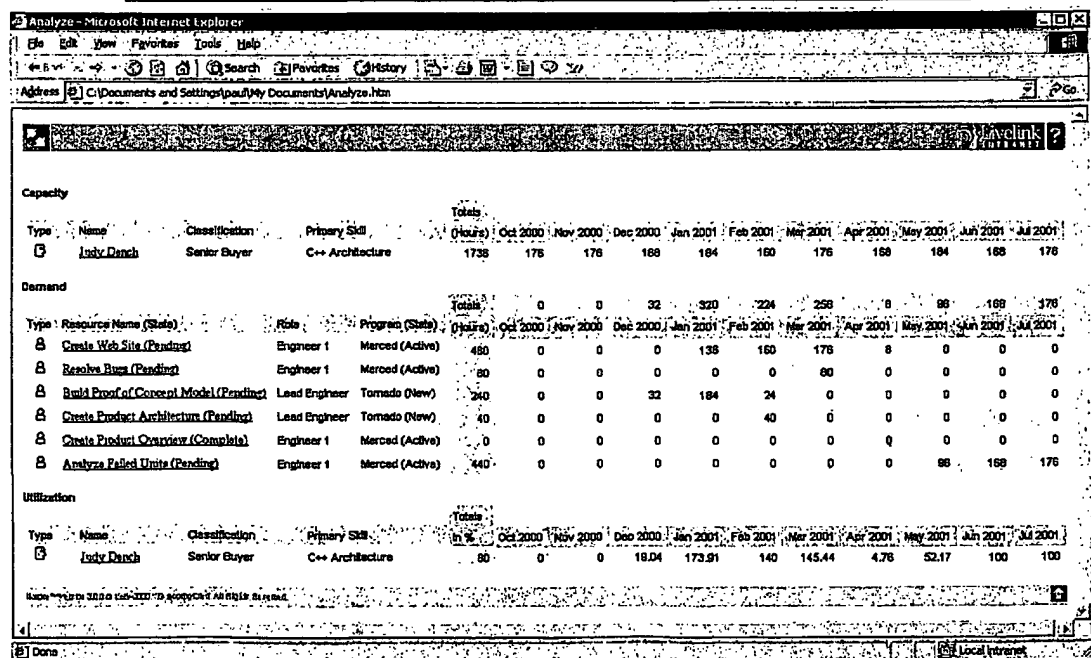 Analyze - Microsoft Internet Explorer
File Edit View Favorites Tools Help
Search Favorites History
Address C:\Documents and Settings\paul\My Documents\Analyze.htm Go
Livelink
INTRANET ?
Capacity
Totals
Type Name Classification Primary Skill (Hours) Oct 2000 Nov 2000 Dec 2000 Jan 2001 Feb 2001 Mar 2001 Apr 2001 May 2001 Jun 2001 Jul 2001
Judy Dench Senior Buyer C++ Architecture 1736 176 176 168 184 160 176 168 184 168 176
Demand
Totals 0 0 32 320 224 256 8 96 168 176
Type Resource Name (State) Role Program (State) (Hours) Oct 2000 Nov 2000 Dec 2000 Jan 2001 Feb 2001 Mar 2001 Apr 2001 May 2001 Jun 2001 Jul 2001
Create Web Site (Pending) Engineer 1 Merced (Active) 480 0 0 0 136 160 176 8 0 0 0
Resolve Bugs (Pending) Engineer 1 Merced (Active) 80 0 0 0 0 0 80 0 0 0 0
Build Proof of Concept Model (Pending) Lead Engineer Tornado (New) 240 0 0 32 184 24 0 0 0 0 0
Create Product Architecture (Pending) Lead Engineer Tornado (New) 40 0 0 0 0 40 0 0 0 0 0
Create Product Overview (Complete) Engineer 1 Merced (Active) 0 0 0 0 0 0 0 0 0 0 0
Analyze Failed Units (Pending) Engineer 1 Merced (Active) 440 0 0 0 0 0 0 0 96 168 176
Utilization
Totals
Type Name Classification Primary Skill In % Oct 2000 Nov 2000 Dec 2000 Jan 2001 Feb 2001 Mar 2001 Apr 2001 May 2001 Jun 2001 Jul 2001
Judy Dench Senior Buyer C++ Architecture 80 0 0 19.04 173.91 140 145.44 4.76 52.17 100 100
All Rights Reserved.
Done Local intranet